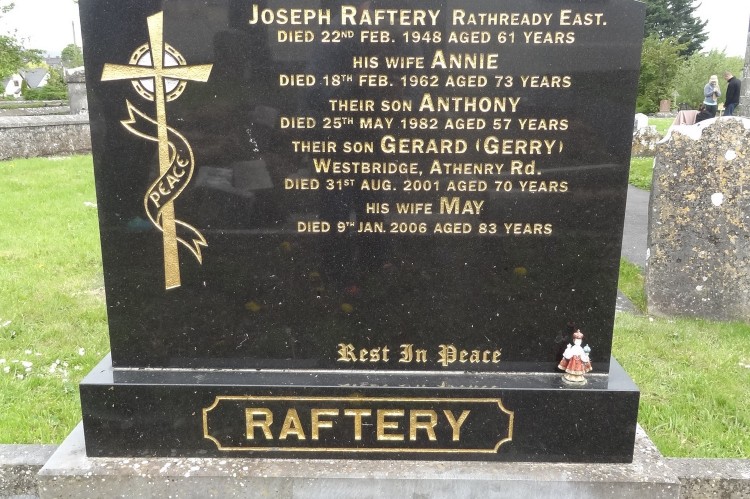 Joseph Raftery Rathready East.
Died 22nd Feb. 1948 aged 61 years
His wife Annie
Died 18th Feb. 1962 aged 73 years
Their son Anthony
Died 25th May 1982 aged 57 years
Their son Gerard (Gerry)
Westbridge, Athenry Rd.
Died 31st Aug. 2001 aged 70 years
His wife May
Died 9th Jan. 2006 aged 83 years
PEACE
Rest In Peace
RAFTERY